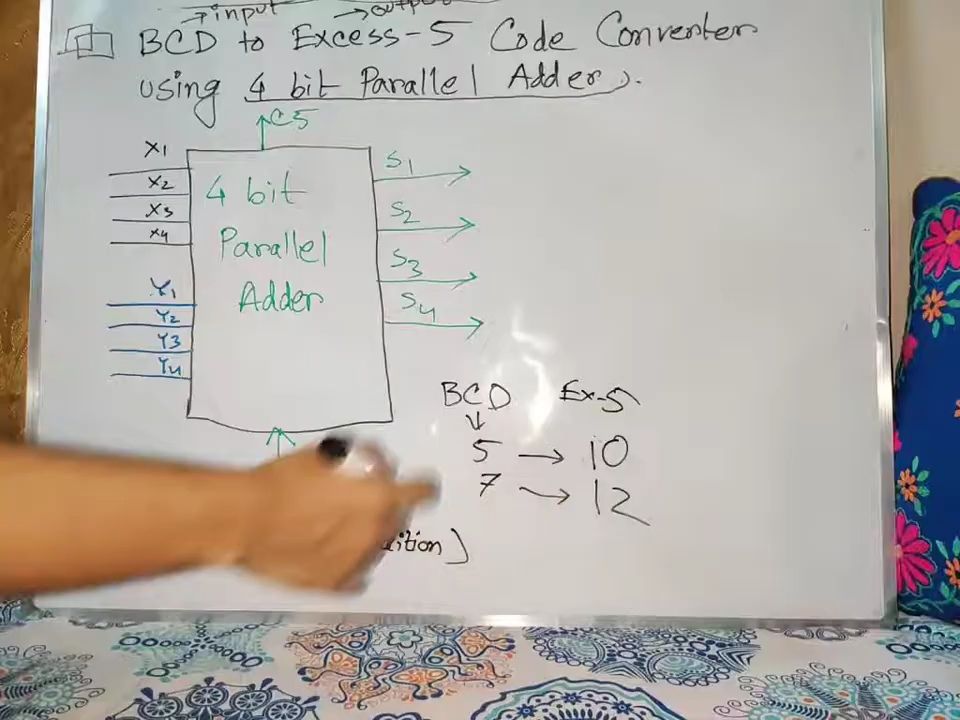 →input →output
BCD to Excess-5 Code Converter
using 4 bit Parallel Adder.
C5
X1
X2
X3
X4
Y1
Y2
Y3
Y4
4 bit
Parallel
Adder
S1
S2
S3
S4
BCD Ex-5
↓
5 → 10
7 → 12